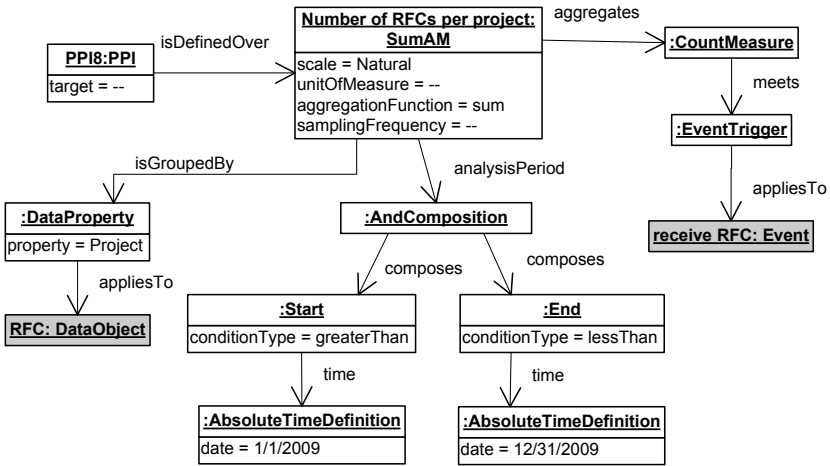 Number of RFCs per project:
SumAM
scale = Natural
unitOfMeasure = --
aggregationFunction = sum
samplingFrequency = --
PPI8:PPI
target = --
isDefinedOver
aggregates
:CountMeasure
meets
:EventTrigger
appliesTo
receive RFC: Event
isGroupedBy
analysisPeriod
:DataProperty
property = Project
appliesTo
RFC: DataObject
:AndComposition
composes
composes
:Start
conditionType = greaterThan
:End
conditionType = lessThan
time
time
:AbsoluteTimeDefinition
date = 1/1/2009
:AbsoluteTimeDefinition
date = 12/31/2009